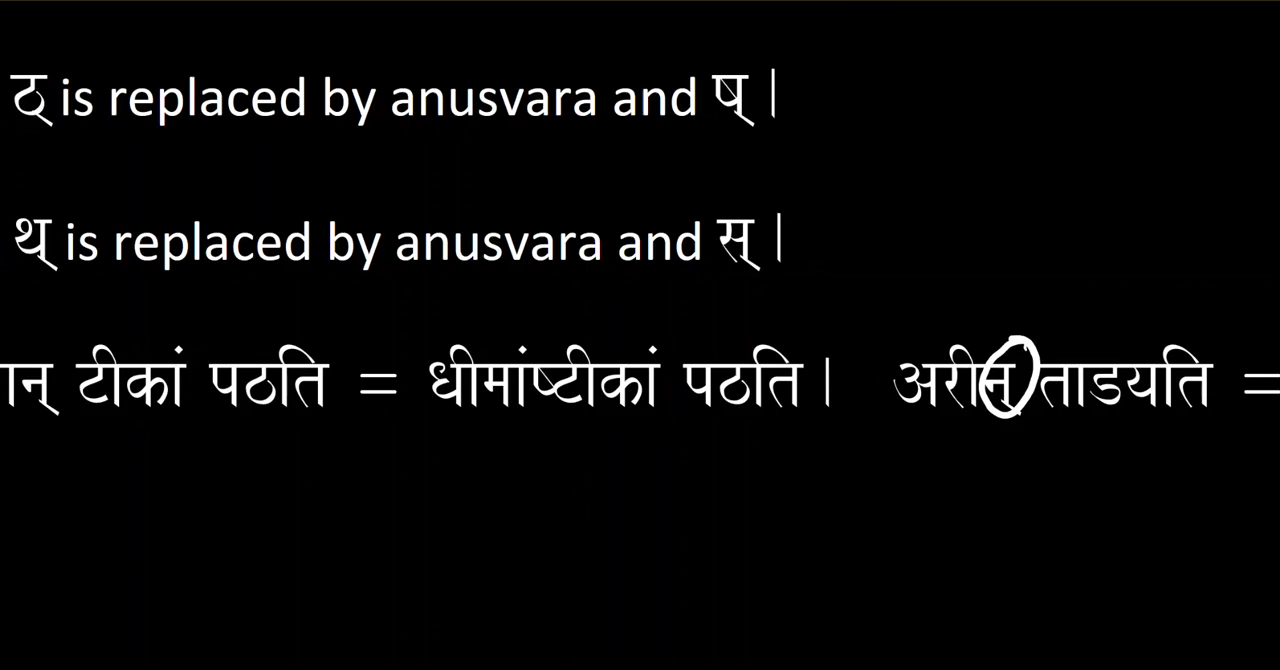 ठ् is replaced by anusvara and ष् ।
थ् is replaced by anusvara and स् ।
ान् टीकां पठति = धीमांष्टीकां पठति । अरीन् ताडयति =